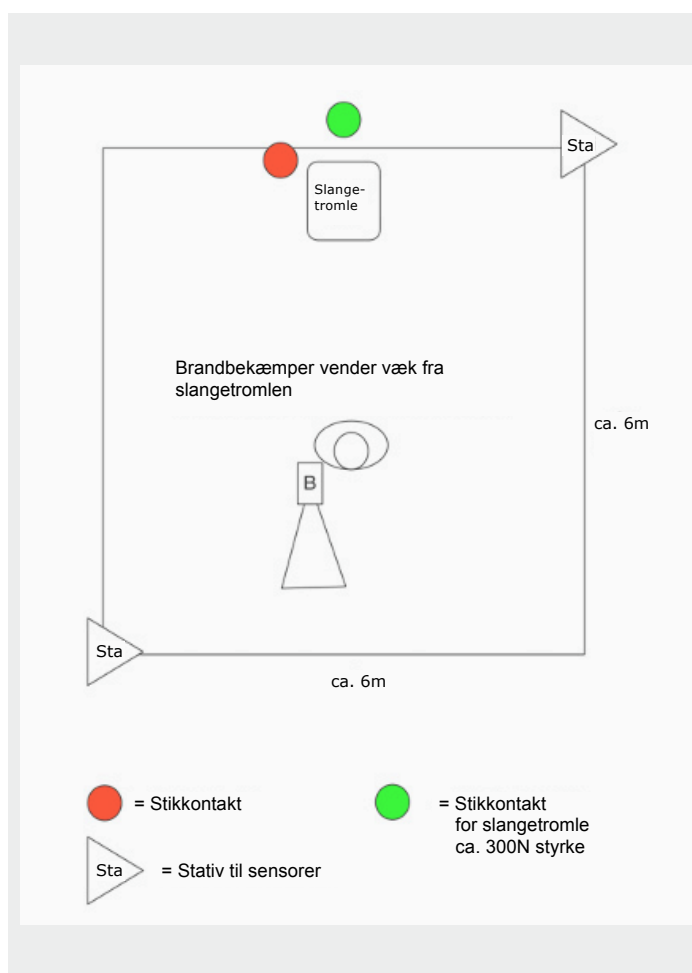 Sta
Slange-
tromle
Brandbekæmper vender væk fra
slangetromlen
ca. 6m
B
Sta
ca. 6m
= Stikkontakt
= Stikkontakt
for slangetromle
ca. 300N styrke
Sta
= Stativ til sensorer